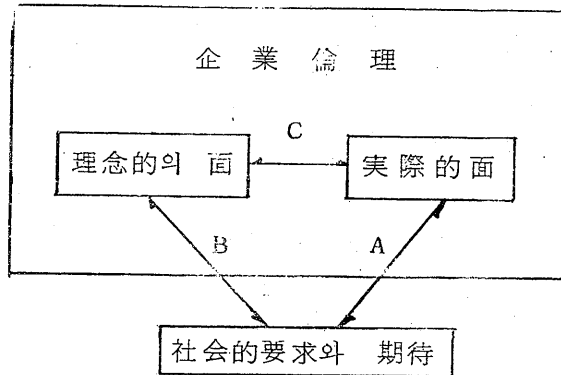 企業倫理
C
理念的의 面
実際的面
B
A
社会的要求와 期待